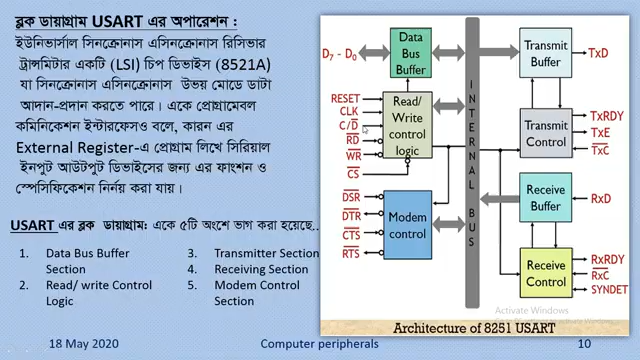 ব্লক ডায়াগ্রাম USART এর অপারেশন :
ইউনিভার্সাল সিনক্রোনাস এসিনক্রোনাস রিসিভার
ট্রান্সমিটার একটি (LSI) চিপ ডিভাইস (8521A)
যা সিনক্রোনাস এসিনক্রোনাস উভয় মোডে ডাটা
আদান-প্রদান করতে পারে। একে প্রোগ্রামেবল
কমিনিকেশন ইন্টারফেসও বলে, কারন এর
External Register-এ প্রোগ্রাম লিখে সিরিয়াল
ইনপুট আউটপুট ডিভাইসের জন্য এর ফাংশন ও
স্পেসিফিকেশন নির্নয় করা যায়।
USART এর ব্লক ডায়াগ্রাম: একে ৫টি অংশে ভাগ করা হয়েছে..
1. Data Bus Buffer
Section
2. Read/ write Control
Logic
3. Transmitter Section
4. Receiving Section
5. Modem Control
Section
D7 - D0
Data
Bus
Buffer
RESET
CLK
C/D
RD
WR
CS
Read/
Write
control
logic
DSR
DTR
CTS
RTS
Modem
control
INTERNAL BUS
Transmit
Buffer
TxD
Transmit
Control
TxRDY
TxE
TxC
Receive
Buffer
RxD
Receive
Control
RxRDY
RxC
SYNDET
Activate Windows
Architecture of 8251 USART
18 May 2020
Computer peripherals
10